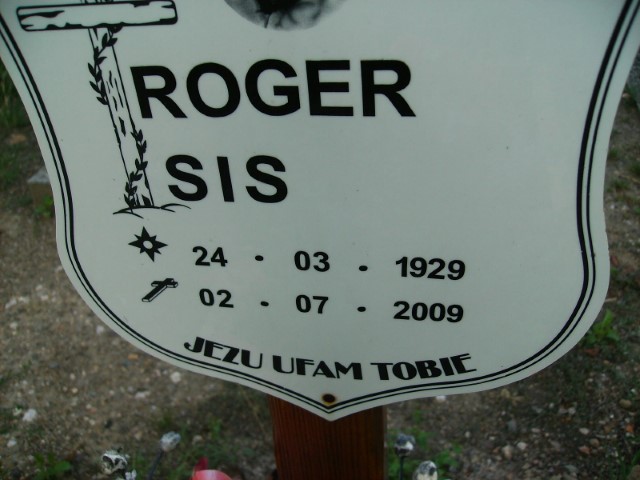 ROGER
SIS
24 · 03 · 1929
02 · 07 · 2009
JEZU UFAM TOBIE